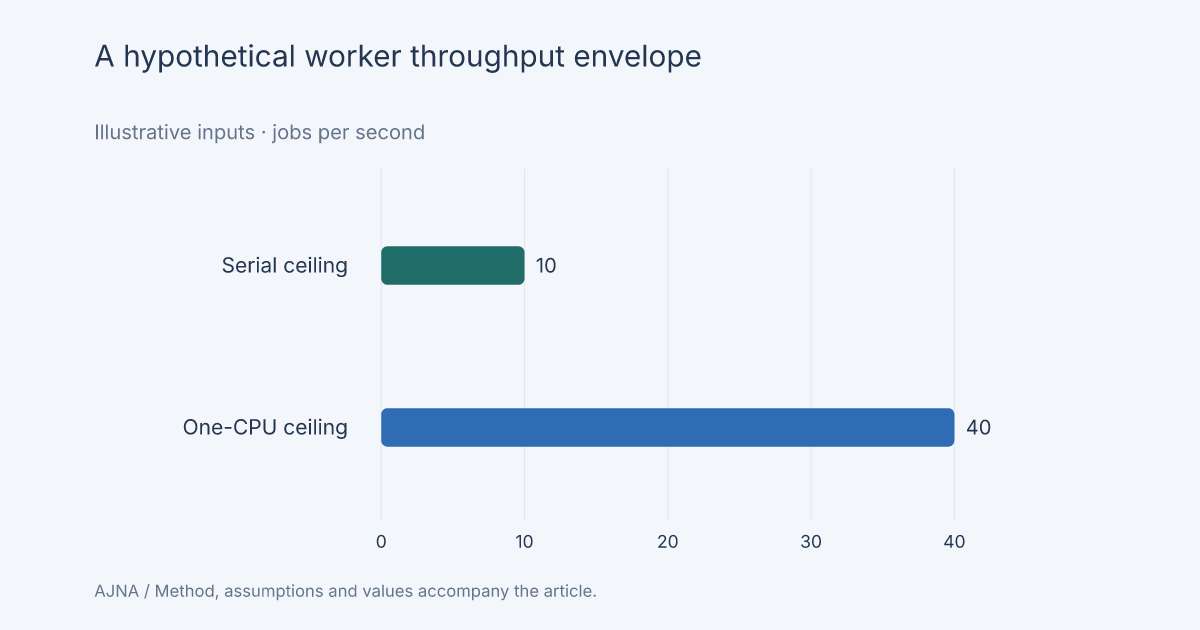 A hypothetical worker throughput envelope
Illustrative inputs · jobs per second
Serial ceiling
10
One-CPU ceiling
40
0 10 20 30 40
AJNA / Method, assumptions and values accompany the article.